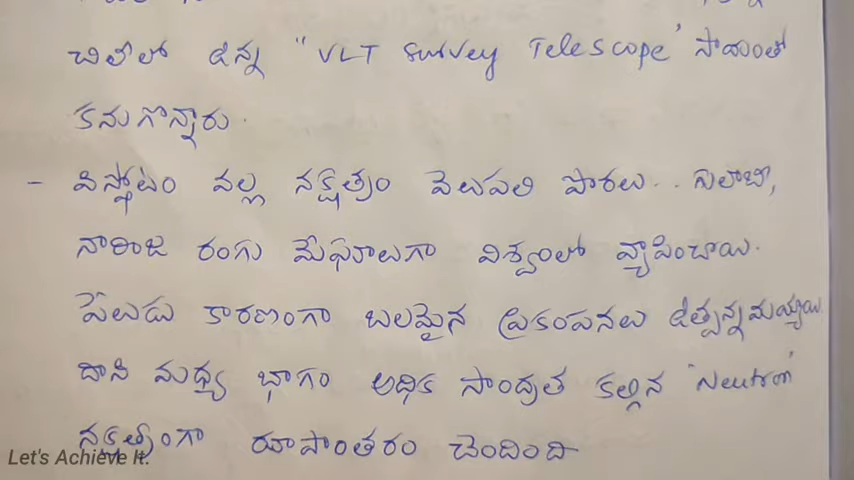 చిలీలో ఉన్న "VLT Survey Telescope" సాయంతో
కనుగొన్నారు.
- విస్ఫోటం వల్ల నక్షత్రం వెలుపలి పొరలు.. గులాబీ,
నారింజ రంగు మేఘాలుగా విశ్వంలో వ్యాపించాయి.
పేలుడు కారణంగా బలమైన ప్రకంపనలు ఉత్పన్నమయ్యాయి
దాని మధ్య భాగం అధిక సాంద్రత కల్గిన "Neutron"
నక్షత్రంగా రూపాంతరం చెందింది
Let's Achieve It.